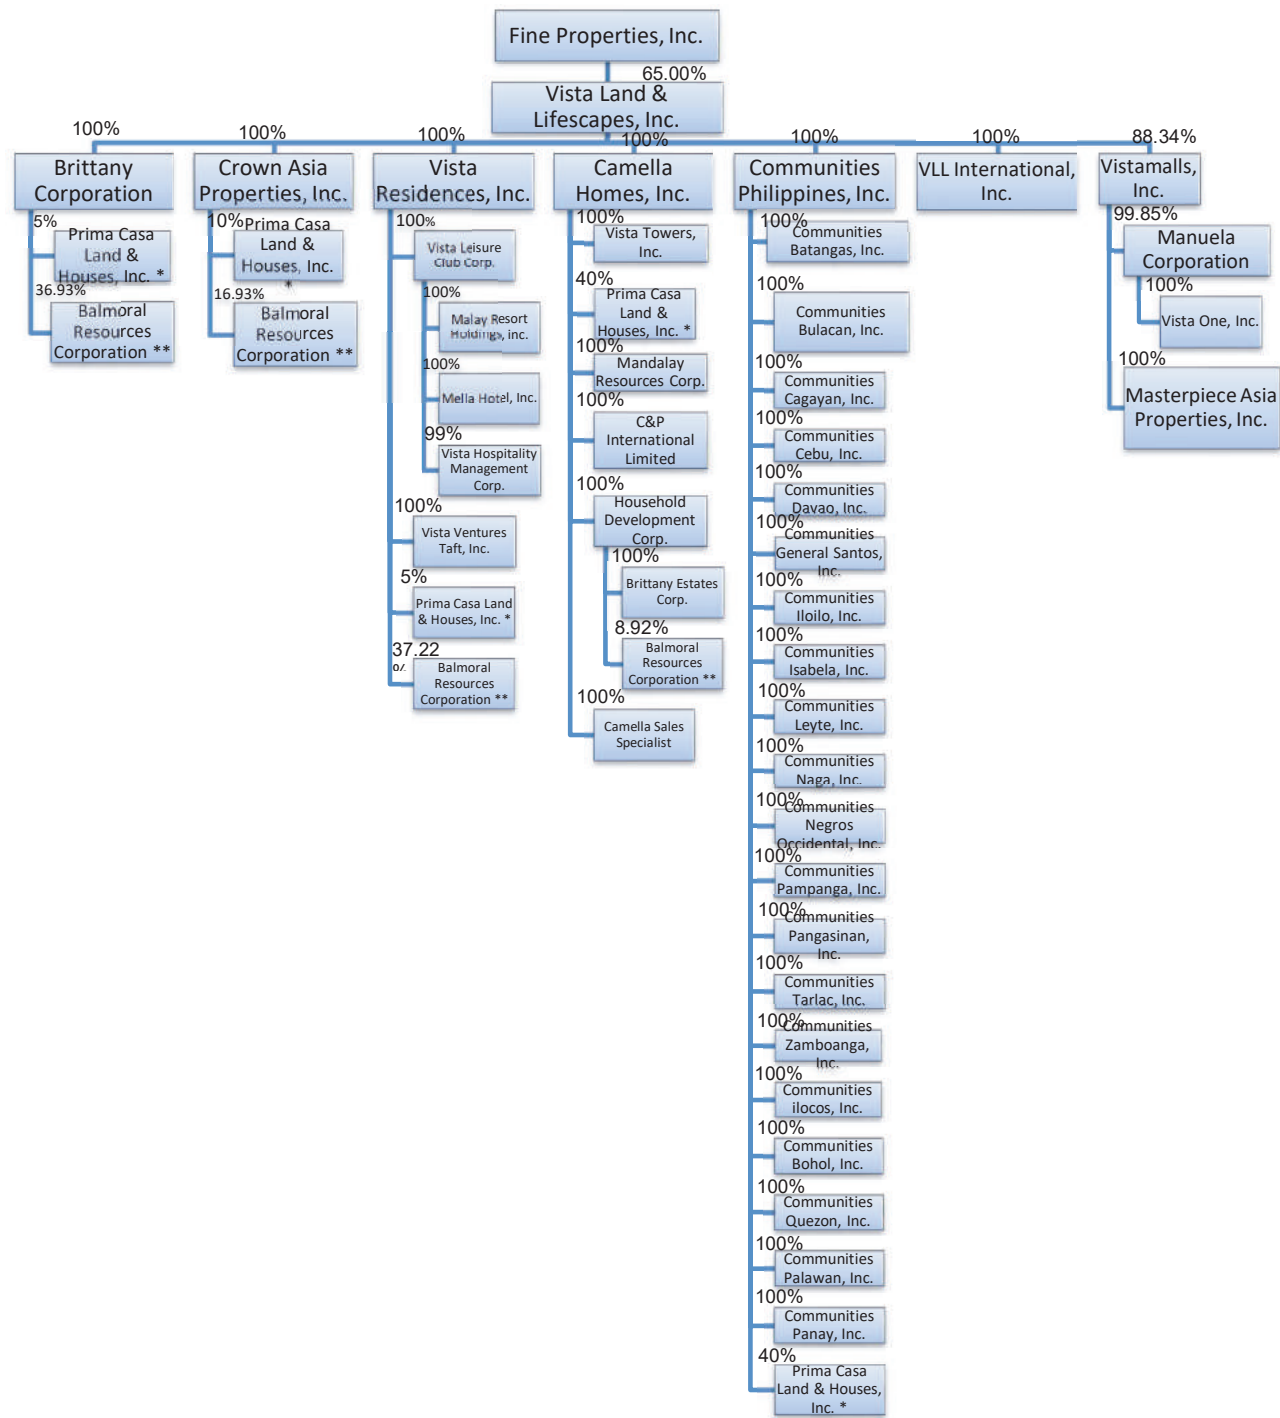 Fine Properties, Inc.
65.00%
Vista Land &
Lifescapes, Inc.
100%
Brittany
Corporation
5%
Prima Casa
Land &
Houses, Inc. *
36.93%
Balmoral
Resources
Corporation **
100%
Crown Asia
Properties, Inc.
10%
Prima Casa
Land &
Houses, Inc.
*
16.93%
Balmoral
Resources
Corporation **
100%
Vista
Residences, Inc.
100%
Vista Leisure
Club Corp.
100%
Malay Resort
Holdings, inc.
100%
Mella Hotel, Inc.
99%
Vista Hospitality
Management
Corp.
100%
Vista Ventures
Taft, Inc.
5%
Prima Casa Land
& Houses, Inc. *
37.22
%
Balmoral
Resources
Corporation **
100%
Camella
Homes, Inc.
100%
Vista Towers,
Inc.
40%
Prima Casa
Land &
Houses, Inc. *
100%
Mandalay
Resources Corp.
100%
C&P
International
Limited
100%
Household
Development
Corp.
100%
Brittany Estates
Corp.
8.92%
Balmoral
Resources
Corporation **
100%
Camella Sales
Specialist
100%
Communities
Philippines, Inc.
100%
Communities
Batangas, Inc.
100%
Communities
Bulacan, Inc.
100%
Communities
Cagayan, Inc.
100%
Communities
Cebu, Inc.
100%
Communities
Davao, Inc.
100%
Communities
General Santos,
Inc.
100%
Communities
Iloilo, Inc.
100%
Communities
Isabela, Inc.
100%
Communities
Leyte, Inc.
100%
Communities
Naga, Inc.
100%
Communities
Negros
Occidental, Inc.
100%
Communities
Pampanga, Inc.
100%
Communities
Pangasinan,
Inc.
100%
Communities
Tarlac, Inc.
100%
Communities
Zamboanga,
Inc.
100%
Communities
ilocos, Inc.
100%
Communities
Bohol, Inc.
100%
Communities
Quezon, Inc.
100%
Communities
Palawan, Inc.
100%
Communities
Panay, Inc.
40%
Prima Casa
Land & Houses,
Inc. *
100%
VLL International,
Inc.
88.34%
Vistamalls,
Inc.
99.85%
Manuela
Corporation
100%
Vista One, Inc.
100%
Masterpiece Asia
Properties, Inc.